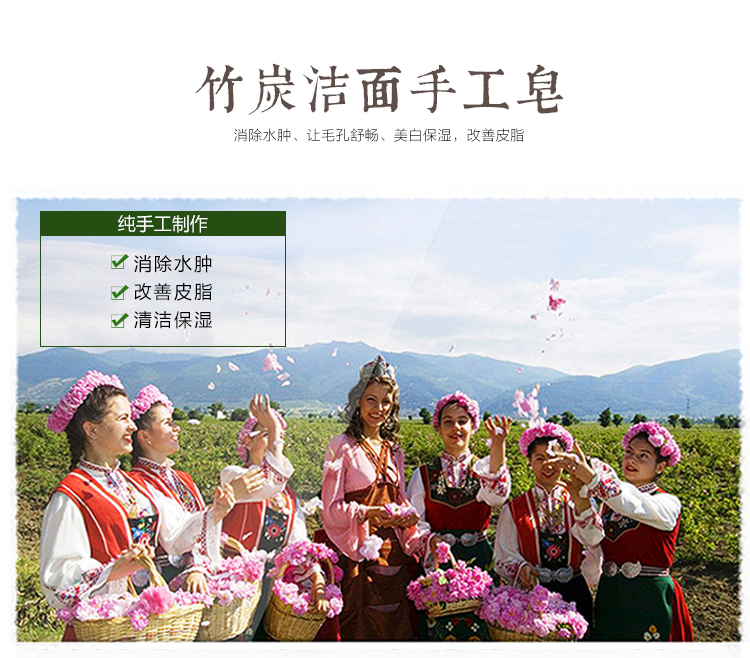 竹炭洁面手工皂
消除水肿、让毛孔舒畅、美白保湿，改善皮脂
纯手工制作
消除水肿
改善皮脂
清洁保湿